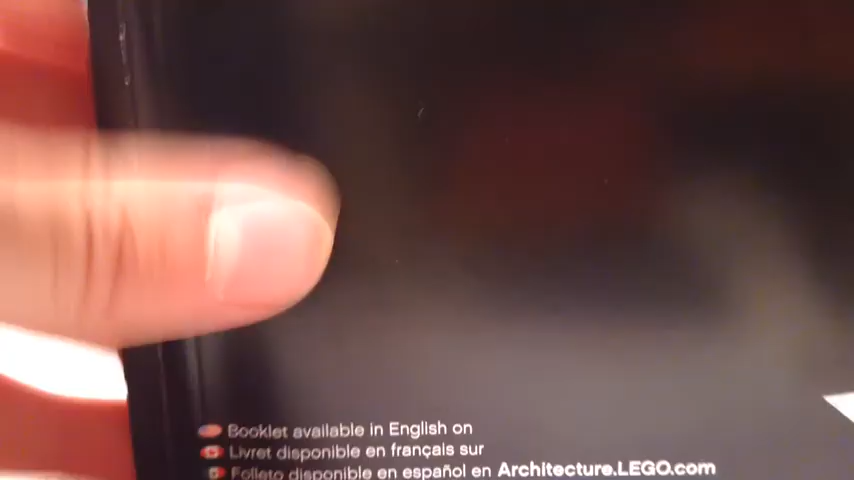 Booklet available in English on
Livret disponible en français sur
Folleto disponible en español en Architecture.LEGO.com